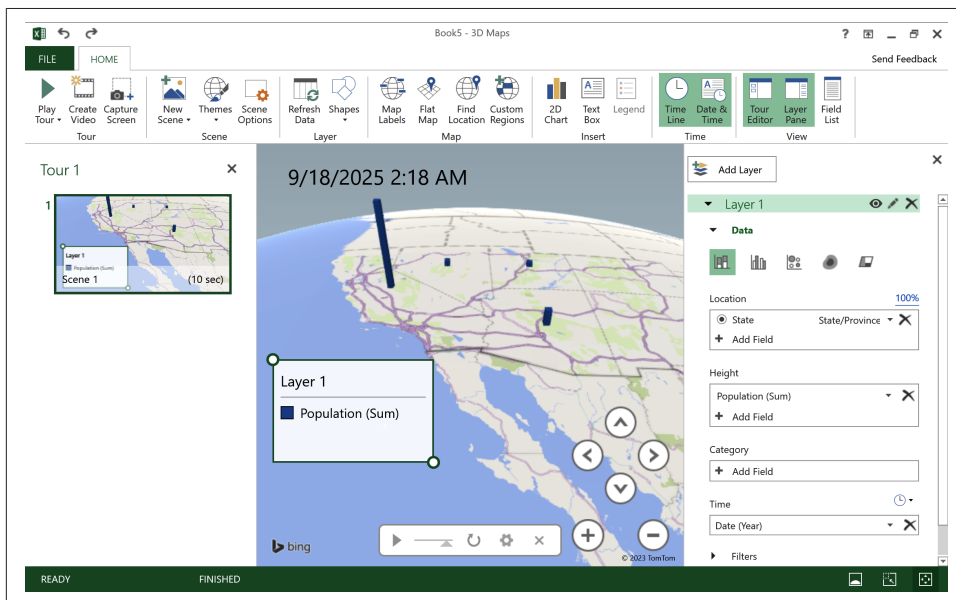 Book5 - 3D Maps
?
FILE HOME
Send Feedback
Play Tour
Create Video
Capture Screen
New Scene
Themes
Scene Options
Refresh Data
Shapes
Map Labels
Flat Map
Find Location
Custom Regions
2D Chart
Text Box
Legend
Time Line
Date & Time
Tour Editor
Layer Pane
Field List
Tour
Scene
Layer
Map
Insert
Time
View
Tour 1
1
Layer 1
Population (Sum)
Scene 1 (10 sec)
9/18/2025 2:18 AM
Layer 1
Population (Sum)
bing
© 2023 TomTom
Add Layer
Layer 1
Data
Location 100%
State State/Province
+ Add Field
Height
Population (Sum)
+ Add Field
Category
+ Add Field
Time
Date (Year)
Filters
READY FINISHED